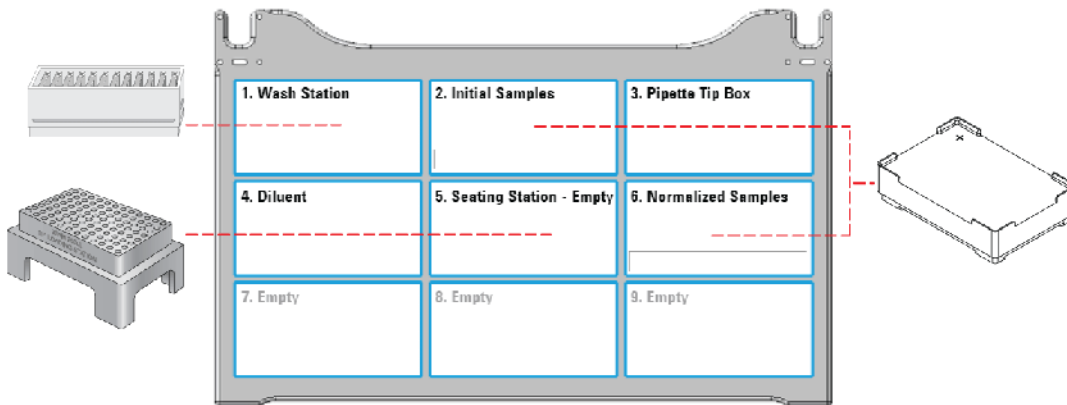 1. Wash Station
2. Initial Samples
3. Pipette Tip Box
4. Diluent
5. Seating Station - Empty
6. Normalized Samples
7. Empty
8. Empty
9. Empty